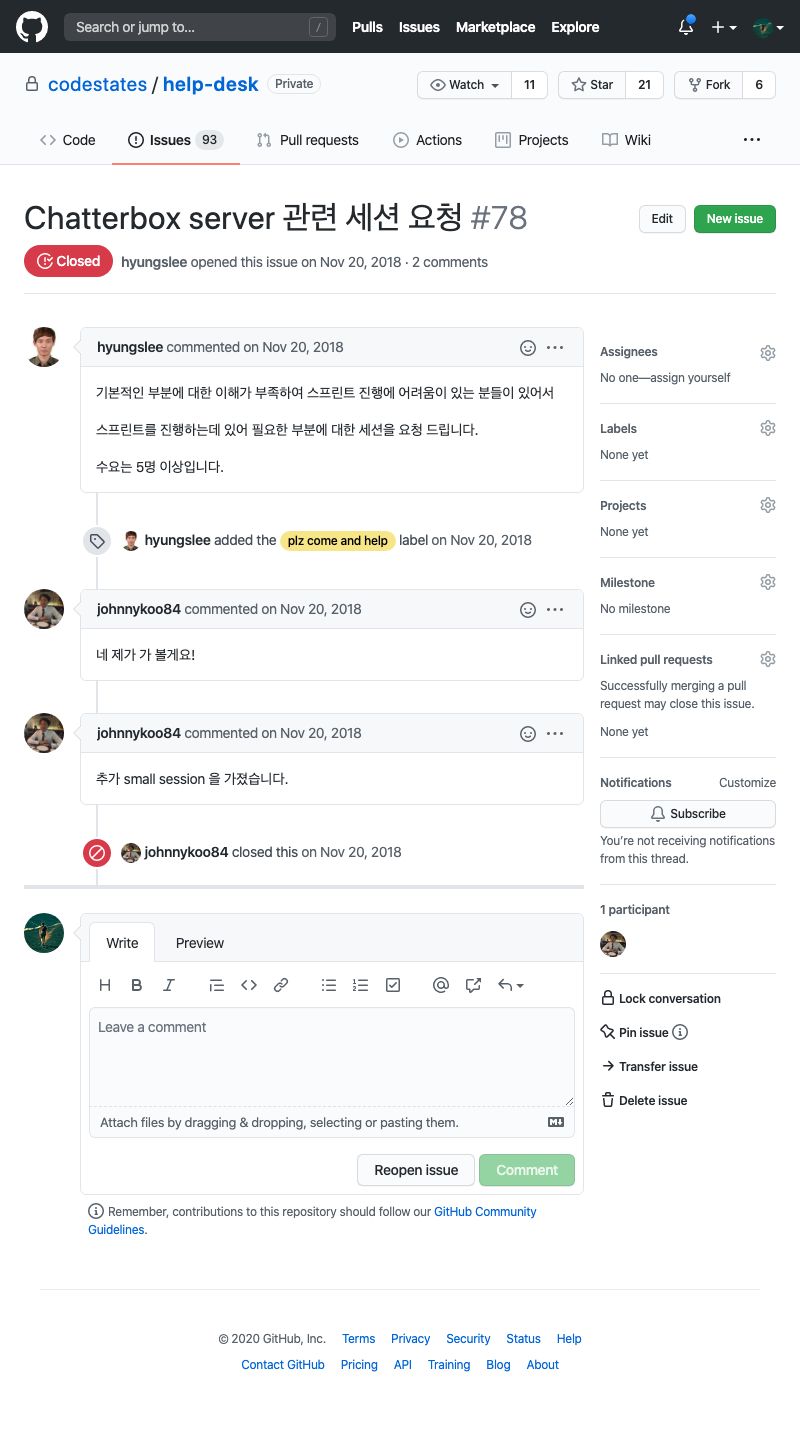 Search or jump to... /
Pulls Issues Marketplace Explore
codestates / help-desk Private
Watch 11 Star 21 Fork 6
Code Issues 93 Pull requests Actions Projects Wiki ...
Chatterbox server 관련 세션 요청 #78
Edit New issue
Closed hyungslee opened this issue on Nov 20, 2018 · 2 comments
hyungslee commented on Nov 20, 2018
기본적인 부분에 대한 이해가 부족하여 스프린트 진행에 어려움이 있는 분들이 있어서
스프린트를 진행하는데 있어 필요한 부분에 대한 세션을 요청 드립니다.
수요는 5명 이상입니다.
hyungslee added the plz come and help label on Nov 20, 2018
johnnykoo84 commented on Nov 20, 2018
네 제가 가 볼게요!
johnnykoo84 commented on Nov 20, 2018
추가 small session 을 가졌습니다.
johnnykoo84 closed this on Nov 20, 2018
Write Preview
H B I
Leave a comment
Attach files by dragging & dropping, selecting or pasting them.
Reopen issue Comment
Remember, contributions to this repository should follow our GitHub Community
Guidelines.
Assignees
No one—assign yourself
Labels
None yet
Projects
None yet
Milestone
No milestone
Linked pull requests
Successfully merging a pull
request may close this issue.
None yet
Notifications Customize
Subscribe
You're not receiving notifications
from this thread.
1 participant
Lock conversation
Pin issue
Transfer issue
Delete issue
© 2020 GitHub, Inc. Terms Privacy Security Status Help
Contact GitHub Pricing API Training Blog About